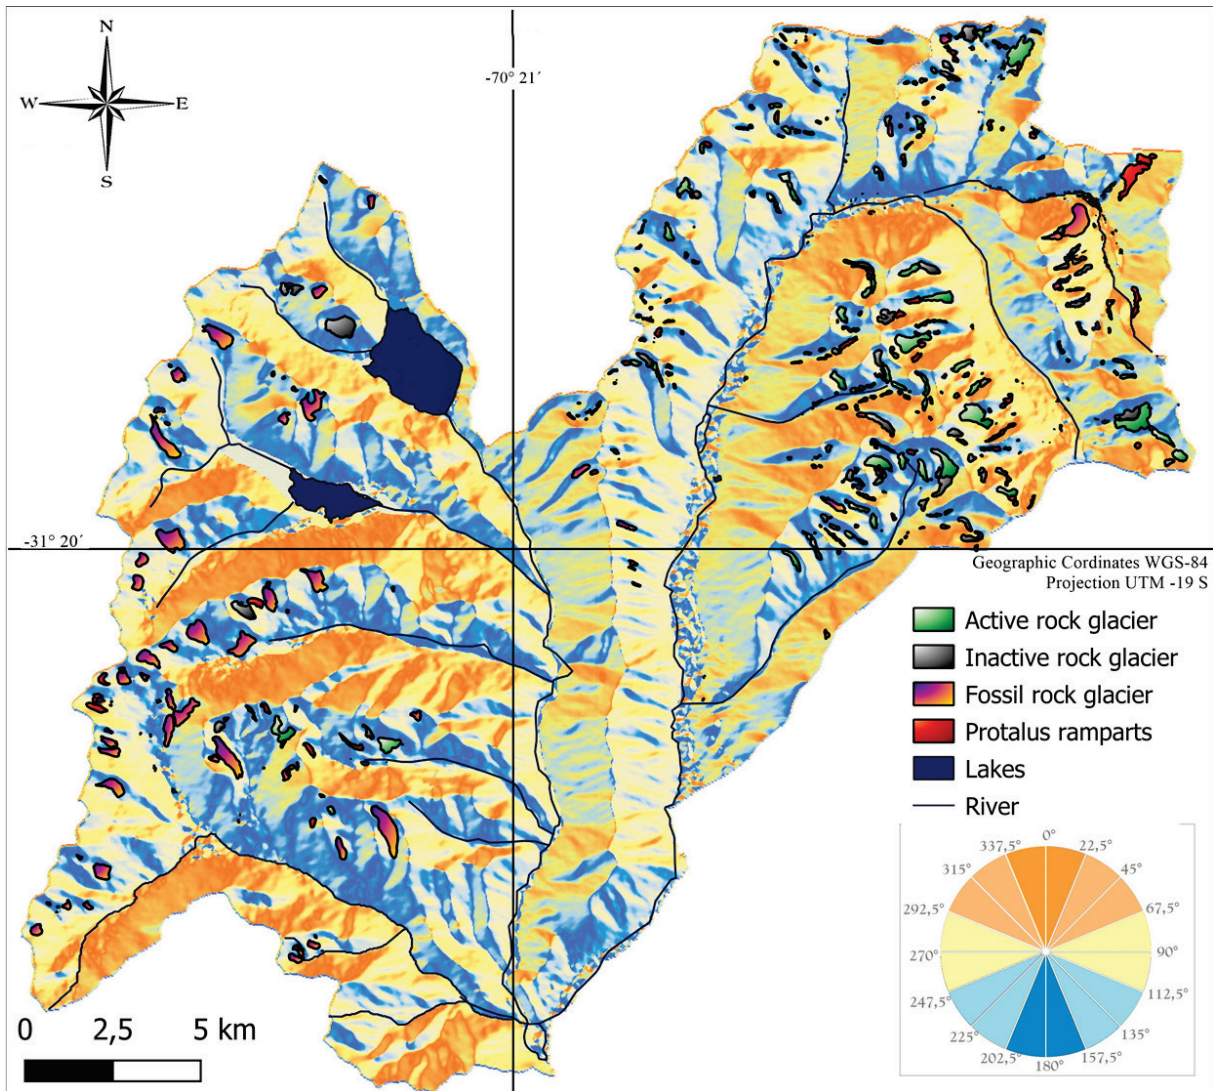 N
W E
S
-70° 21´
-31° 20´
Geographic Cordinates WGS-84
Projection UTM -19 S
Active rock glacier
Inactive rock glacier
Fossil rock glacier
Protalus ramparts
Lakes
River
0°
337,5° 22,5°
315° 45°
292,5° 67,5°
270° 90°
247,5° 112,5°
225° 135°
202,5° 157,5°
180°
0 2,5 5 km